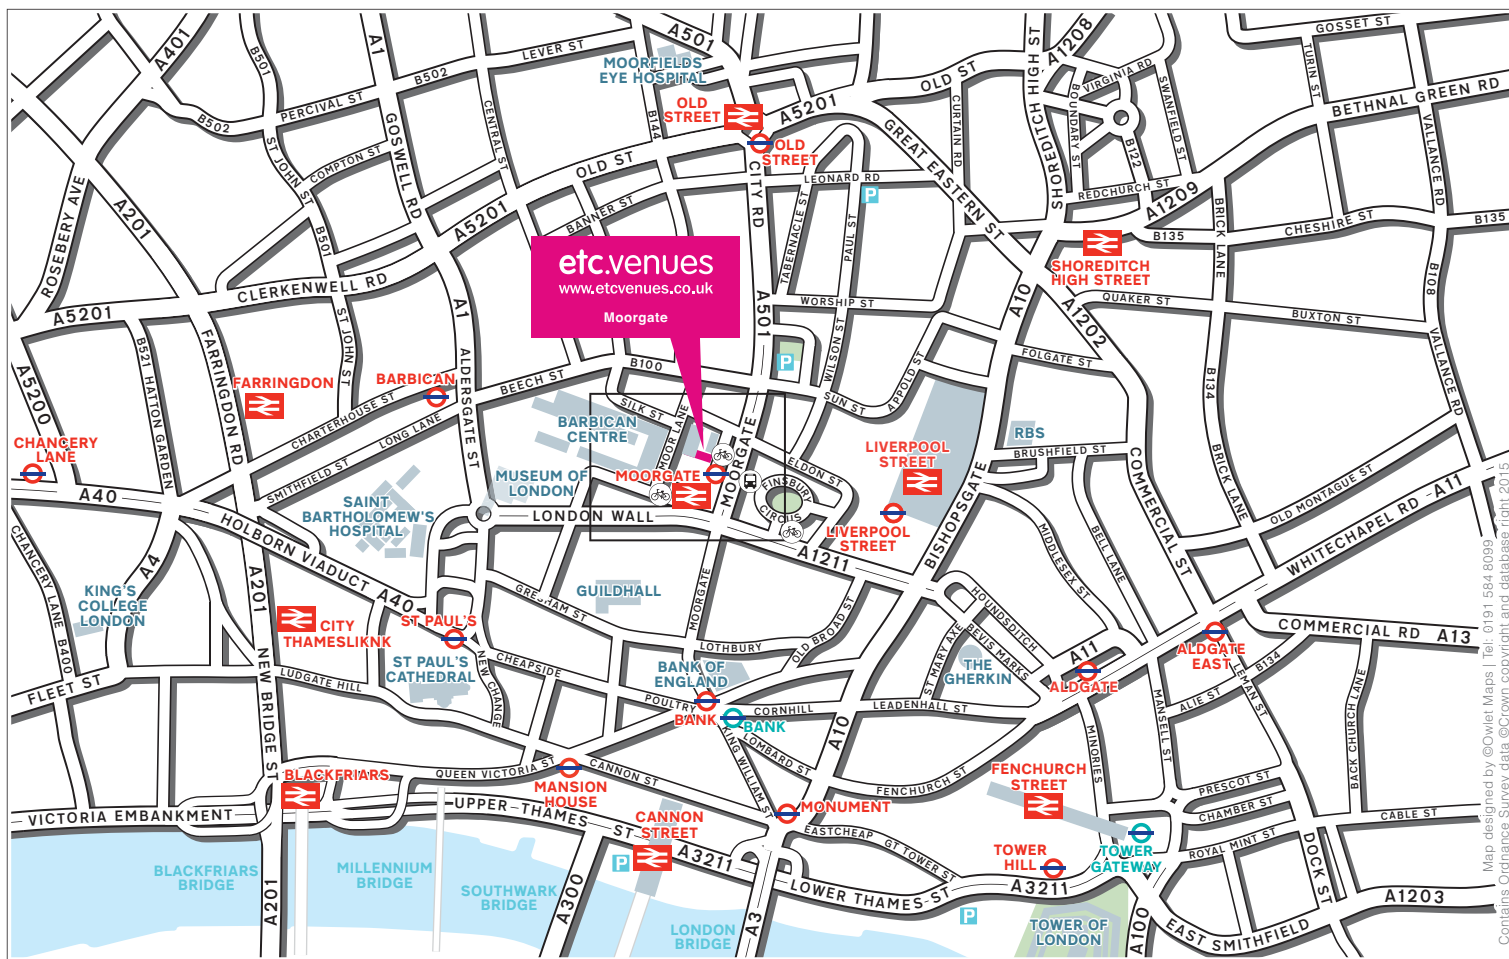 A401
B501
A1
LEVER ST
A501
MOORFIELDS
EYE HOSPITAL
B502
OLD ST
SHOREDITCH HIGH ST
A1208
VIRGINIA RD
GOSSET ST
TURIN ST
BETHNAL GREEN RD
SWANFIELD ST
BOUNDARY ST
B122
VALLANCE RD
PERCIVAL ST
B502
GOSWELL RD
CENTRAL ST
B144
OLD
STREET
A5201
OLD
STREET
CURTAIN RD
GREAT EASTERN ST
ST JOHN ST
COMPTON ST
OLD ST
CITY RD
LEONARD RD
P
REDCHURCH ST
A1209
BRICK LANE
CHESHIRE ST
B135
B135
ROSEBERY AVE
A201
B501
A5201
BANNER ST
TABERNACLE ST
PAUL ST
SHOREDITCH
HIGH STREET
B108
etc.venues
www.etcvenues.co.uk
Moorgate
CLERKENWELL RD
A5201
A1
A501
WORSHIP ST
A10
A1202
QUAKER ST
BUXTON ST
VALLANCE RD
B521 HATTON GARDEN
FARRINGDON RD
ST JOHN ST
ALDERSGATE ST
B100
P
WILSON ST
APPOLD ST
FOLGATE ST
B134
A5200
FARRINGDON
BARBICAN
BEECH ST
SILK ST
SUN ST
CHARTERHOUSE ST
LONG LANE
BARBICAN
CENTRE
MOOR LANE
MOORGATE
LIVERPOOL
STREET
RBS
BRUSHFIELD ST
COMMERCIAL ST
BRICK LANE
CHANCERY
LANE
SMITHFIELD ST
MUSEUM OF
LONDON
MOORGATE
ELDON ST
FINSBURY
CIRCUS
BISHOPSGATE
OLD MONTAGUE ST
WHITECHAPEL RD - A11
A40
SAINT
BARTHOLOMEW'S
HOSPITAL
LONDON WALL
LIVERPOOL
STREET
MIDDLESEX ST
BELL LANE
HOLBORN VIADUCT
A40
A1211
CHANCERY LANE
B400
A4
KING'S
COLLEGE
LONDON
A201
GUILDHALL
GRESHAM ST
MOORGATE
OLD BROAD ST
HOUNDSDITCH
BEVIS MARKS
ST MARY AXE
CITY
THAMESLIKNK
ST PAUL'S
LOTHBURY
A11
ALDGATE
ALDGATE
EAST
COMMERCIAL RD
A13
B134
ST PAUL'S
CATHEDRAL
NEW CHANGE
CHEAPSIDE
BANK OF
ENGLAND
THE
GHERKIN
FLEET ST
LUDGATE HILL
NEW BRIDGE ST
POULTRY
BANK
BANK
CORNHILL
LEADENHALL ST
MANSELL ST
ALIE ST
LEMAN ST
BACK CHURCH LANE
A10
KING WILLIAM ST
LOMBARD ST
MINORIES
BLACKFRIARS
QUEEN VICTORIA ST
CANNON ST
MANSION
HOUSE
FENCHURCH ST
FENCHURCH
STREET
PRESCOT ST
CHAMBER ST
VICTORIA EMBANKMENT
UPPER-THAMES-ST
CANNON
STREET
MONUMENT
EASTCHEAP
GT TOWER ST
CABLE ST
ROYAL MINT ST
DOCK ST
TOWER
HILL
TOWER
GATEWAY
BLACKFRIARS
BRIDGE
MILLENNIUM
BRIDGE
SOUTHWARK
BRIDGE
P
A3211
LOWER THAMES-ST
A3211
A201
A300
LONDON
BRIDGE
A3
P
TOWER OF
LONDON
A100
EAST SMITHFIELD
A1203
Map designed by ©Owlet Maps | Tel: 0191 584 8099
Contains Ordnance Survey data ©Crown copyright and database right 2015